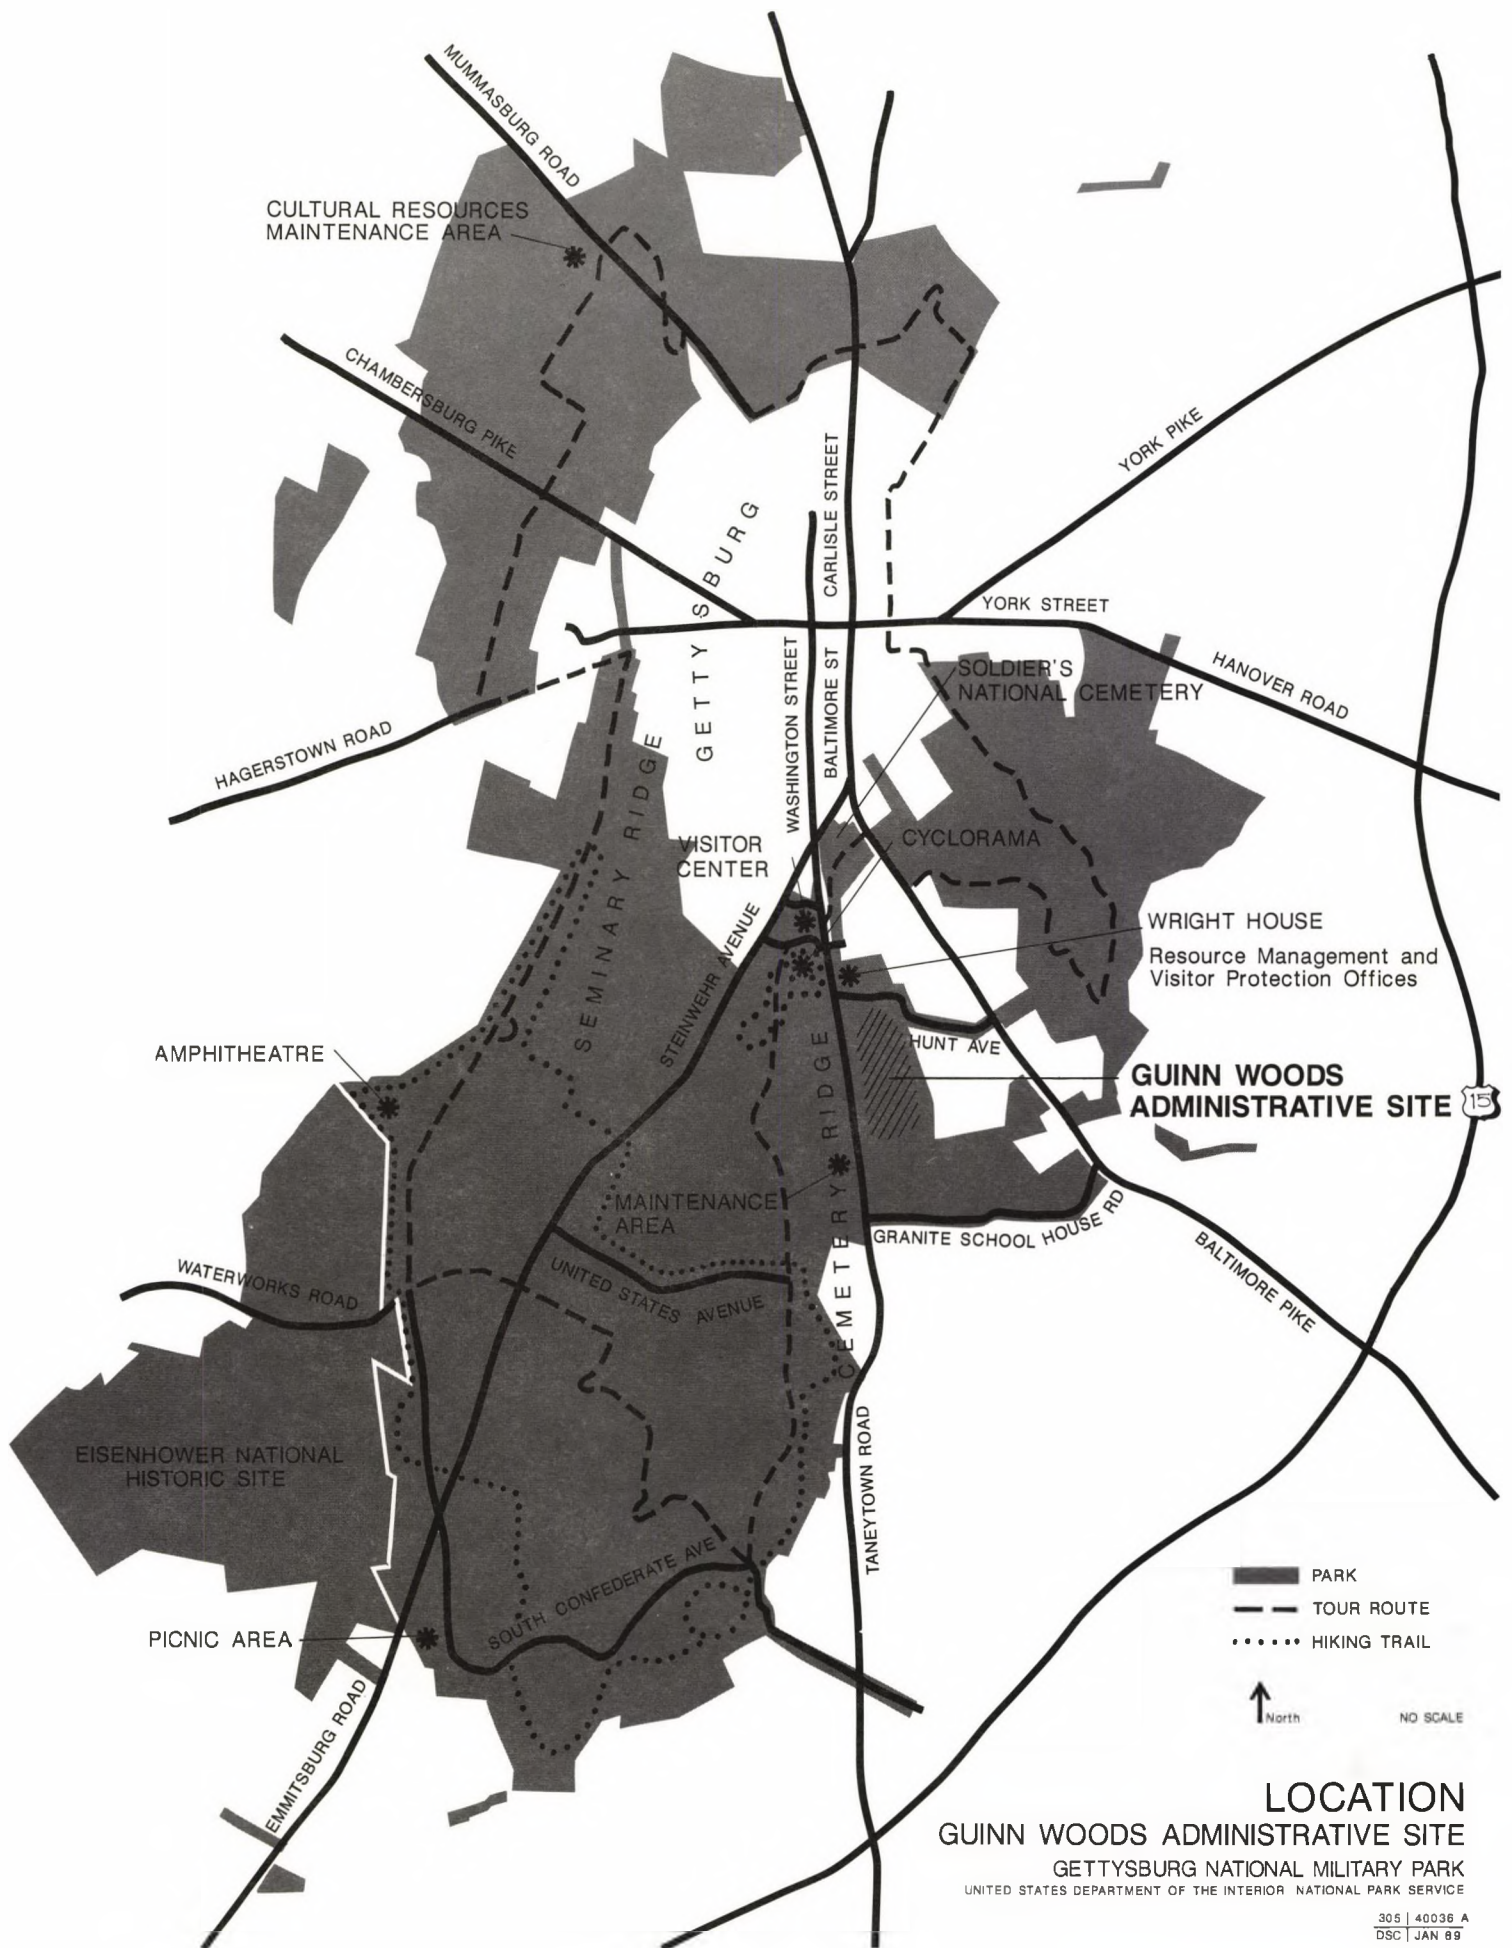 MUMMASBURG ROAD
CULTURAL RESOURCES
MAINTENANCE AREA
CHAMBERSBURG PIKE
CARLISLE STREET
YORK PIKE
GETTYSBURG
YORK STREET
HANOVER ROAD
WASHINGTON STREET
BALTIMORE ST
SOLDIER'S
NATIONAL CEMETERY
HAGERSTOWN ROAD
SEMINARY RIDGE
VISITOR
CENTER
CYCLORAMA
STEINWEHR AVENUE
WRIGHT HOUSE
Resource Management and
Visitor Protection Offices
HUNT AVE
AMPHITHEATRE
GUINN WOODS
ADMINISTRATIVE SITE
15
CEMETERY RIDGE
MAINTENANCE
AREA
GRANITE SCHOOL HOUSE RD
BALTIMORE PIKE
WATERWORKS ROAD
UNITED STATES AVENUE
EISENHOWER NATIONAL
HISTORIC SITE
TANEYTOWN ROAD
SOUTH CONFEDERATE AVE
PICNIC AREA
EMMITSBURG ROAD
PARK
TOUR ROUTE
HIKING TRAIL
North
NO SCALE
LOCATION
GUINN WOODS ADMINISTRATIVE SITE
GETTYSBURG NATIONAL MILITARY PARK
UNITED STATES DEPARTMENT OF THE INTERIOR NATIONAL PARK SERVICE
305 | 40036 A
DSC | JAN 89